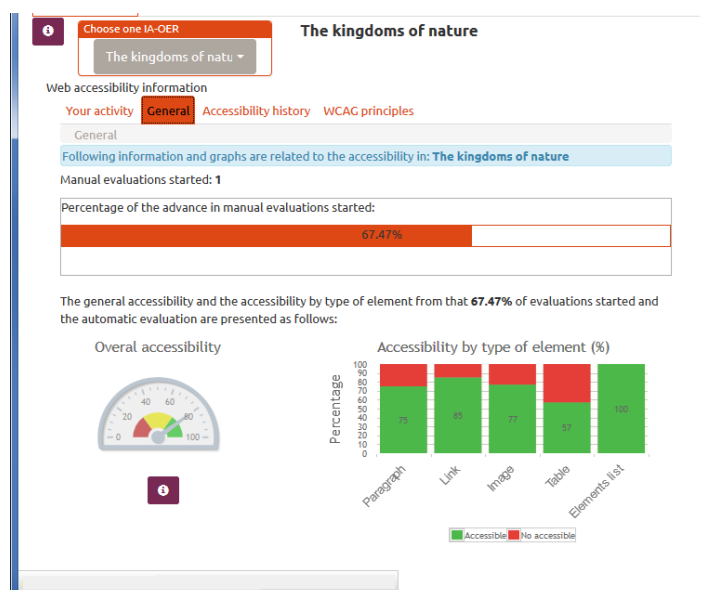 Choose one IA-OER
The kingdoms of natu
The kingdoms of nature
Web accessibility information
Your activity General Accessibility history WCAG principles
General
Following information and graphs are related to the accessibility in: The kingdoms of nature
Manual evaluations started: 1
Percentage of the advance in manual evaluations started:
67.47%
The general accessibility and the accessibility by type of element from that 67.47% of evaluations started and
the automatic evaluation are presented as follows:
Overal accessibility
0 20 40 60 80 100
Accessibility by type of element (%)
Percentage
100
90
80
70
60
50
40
30
20
10
0
75 85 77 57 100
Paragraph Link Image Table Elements list
Accessible No accessible